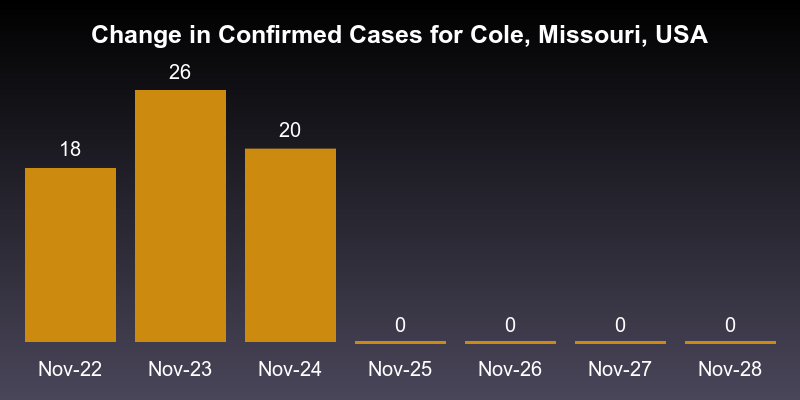 Change in Confirmed Cases for Cole, Missouri, USA
26
20
18
0 0 0 0
Nov-22 Nov-23 Nov-24 Nov-25 Nov-26 Nov-27 Nov-28